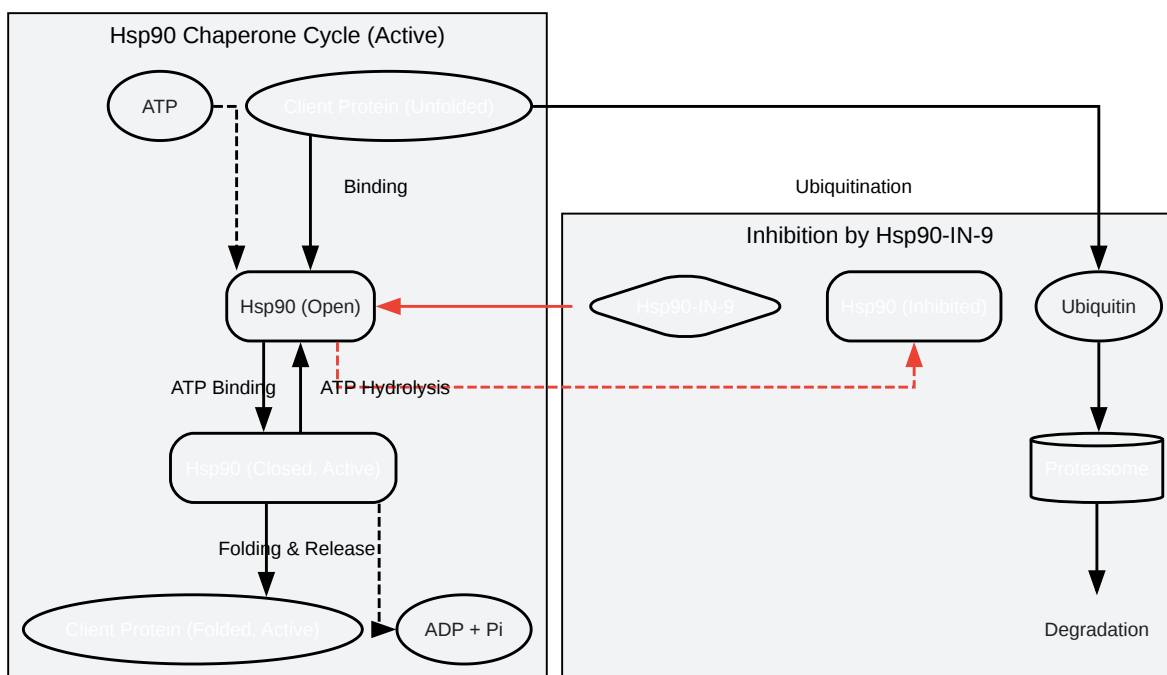 Hsp90 Chaperone Cycle (Active)
ATP
Client Protein (Unfolded)
Binding
Ubiquitination
Inhibition by Hsp90-IN-9
Hsp90 (Open)
Hsp90-IN-9
Hsp90 (Inhibited)
Ubiquitin
ATP Binding
ATP Hydrolysis
Hsp90 (Closed, Active)
Proteasome
Folding & Release
Client Protein (Folded, Active)
ADP + Pi
Degradation